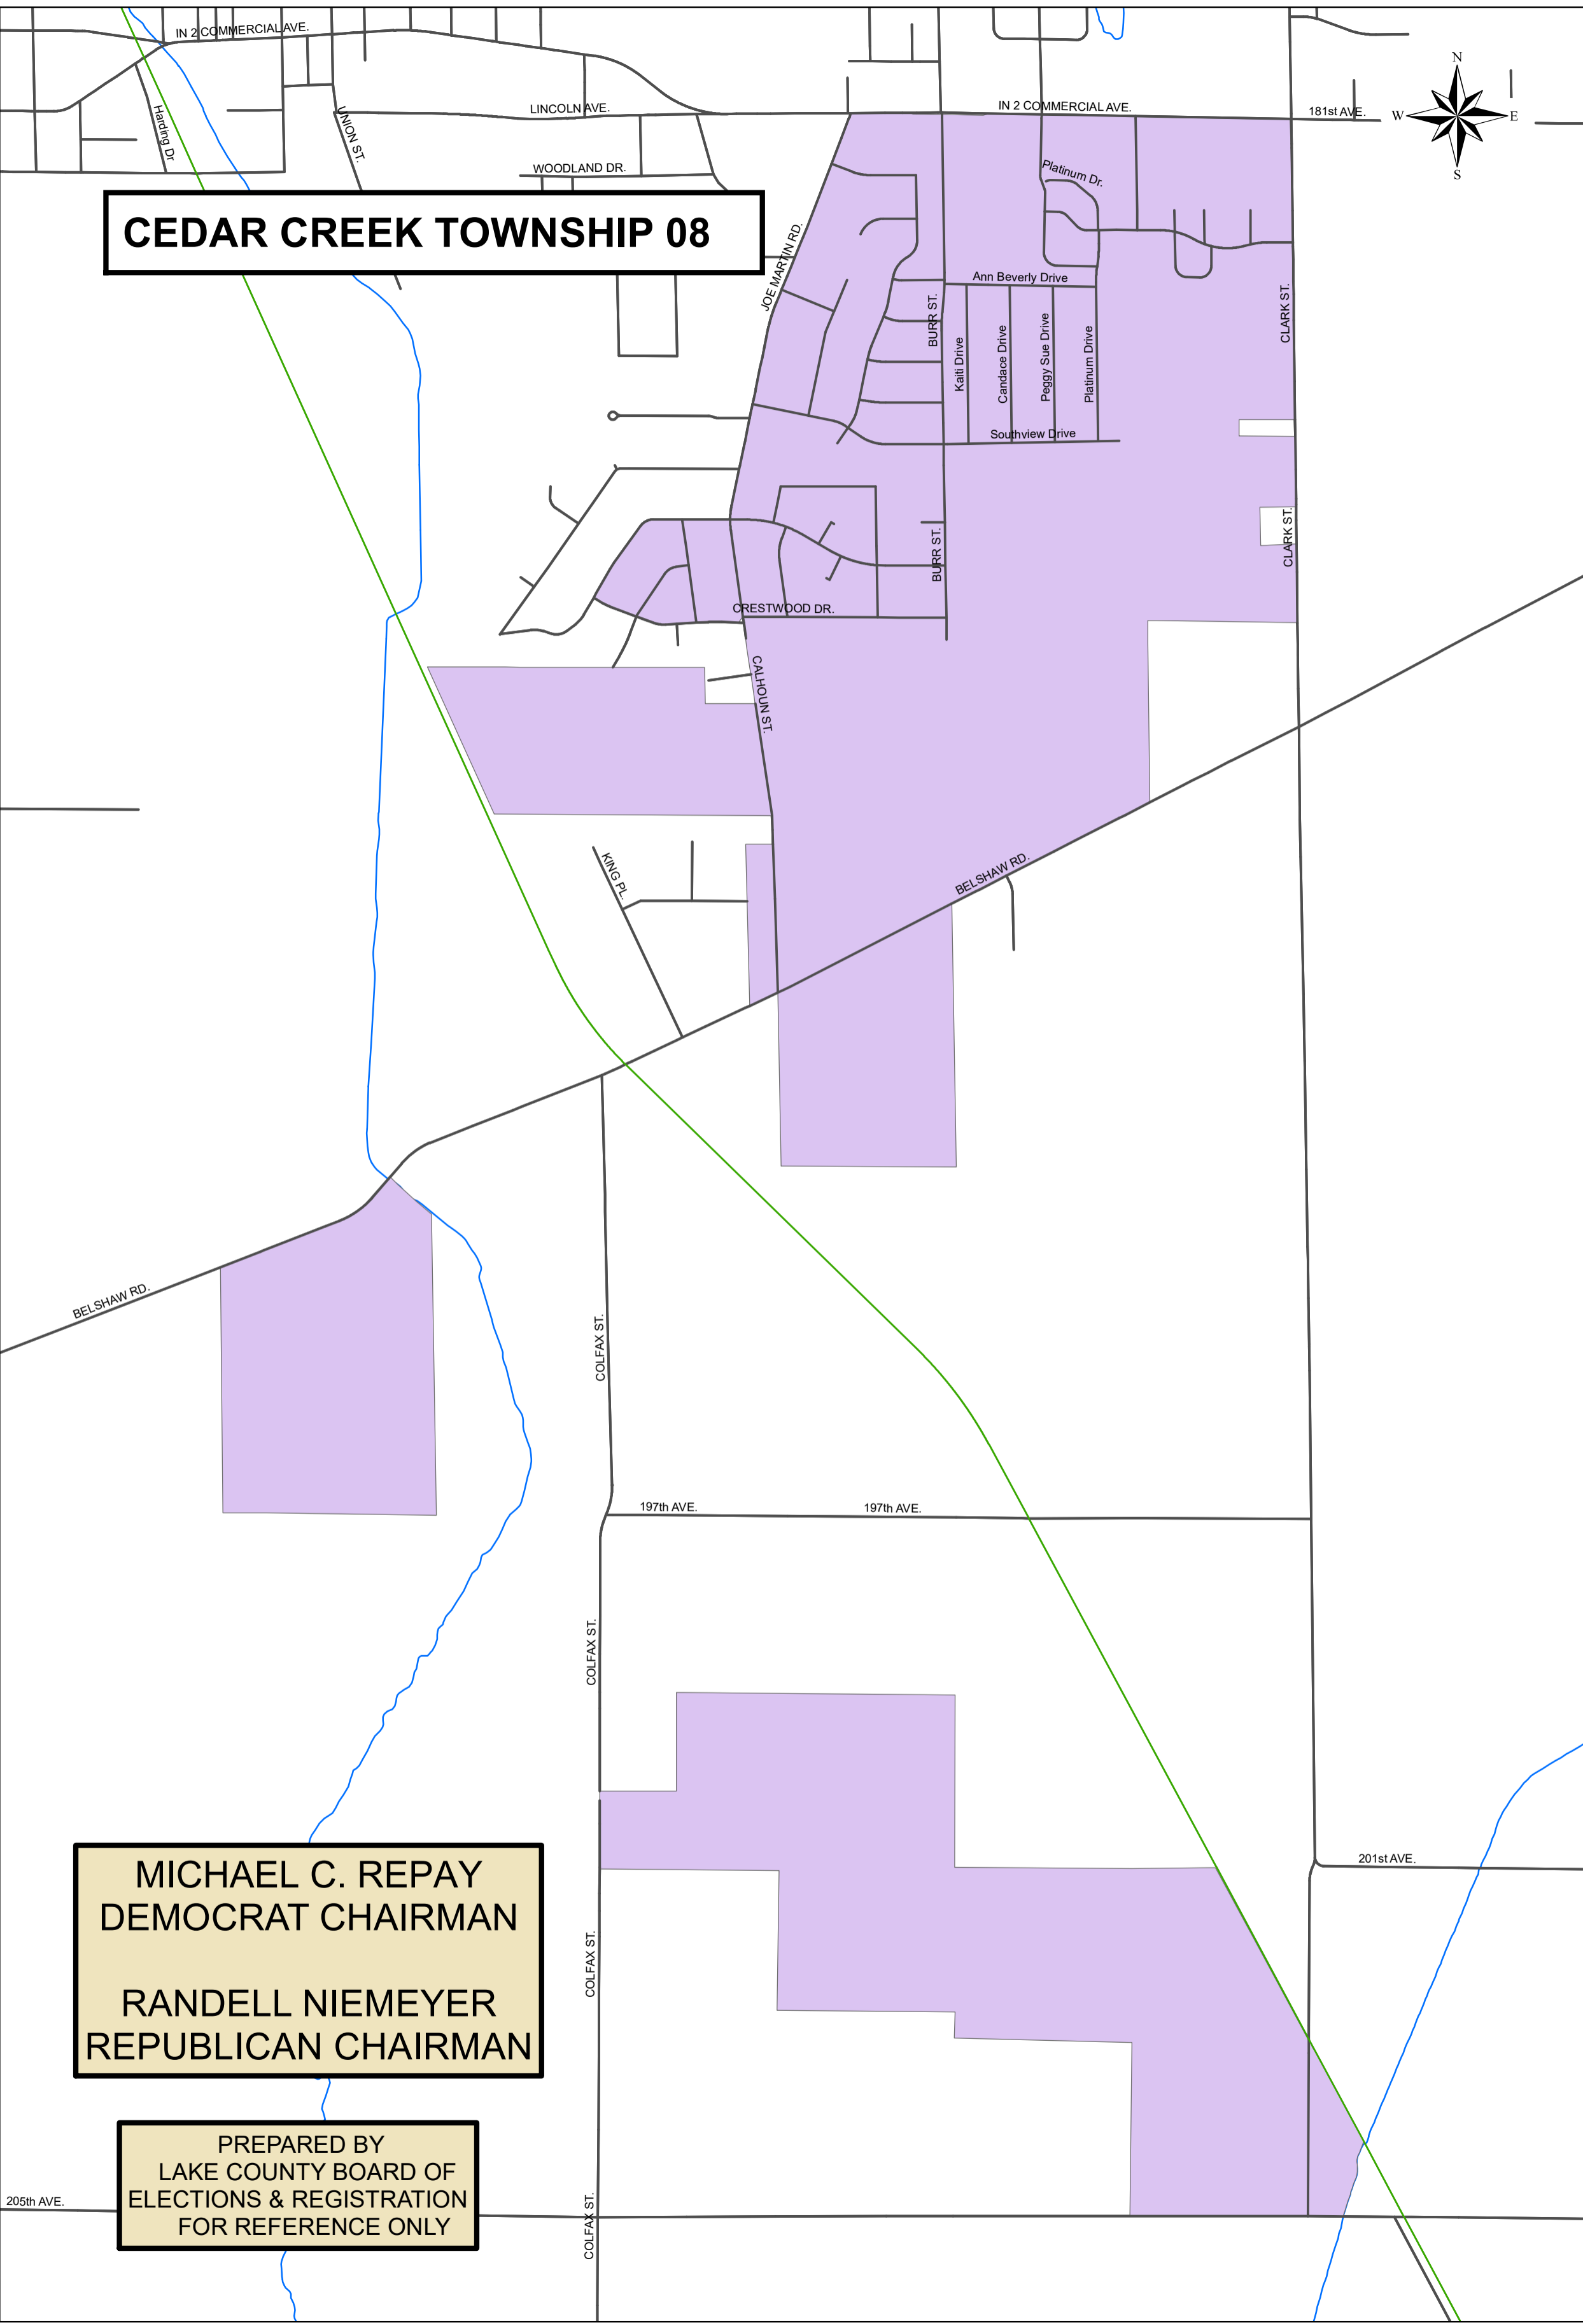 IN 2 COMMERCIAL AVE.
N
W
E
S
LINCOLN AVE.
IN 2 COMMERCIAL AVE.
181st AVE.
Harding Dr
UNION ST.
WOODLAND DR.
Platinum Dr.
CEDAR CREEK TOWNSHIP 08
JOE MARTIN RD.
Ann Beverly Drive
BURR ST.
CLARK ST.
Kaiti Drive
Candace Drive
Peggy Sue Drive
Platinum Drive
Southview Drive
BURR ST.
CLARK ST.
CRESTWOOD DR.
CALHOUN ST.
KING PL.
BELSHAW RD.
BELSHAW RD.
COLFAX ST.
197th AVE.
197th AVE.
COLFAX ST.
201st AVE.
MICHAEL C. REPAY
DEMOCRAT CHAIRMAN
RANDELL NIEMEYER
REPUBLICAN CHAIRMAN
COLFAX ST.
PREPARED BY
LAKE COUNTY BOARD OF
ELECTIONS & REGISTRATION
FOR REFERENCE ONLY
205th AVE.
COLFAX ST.